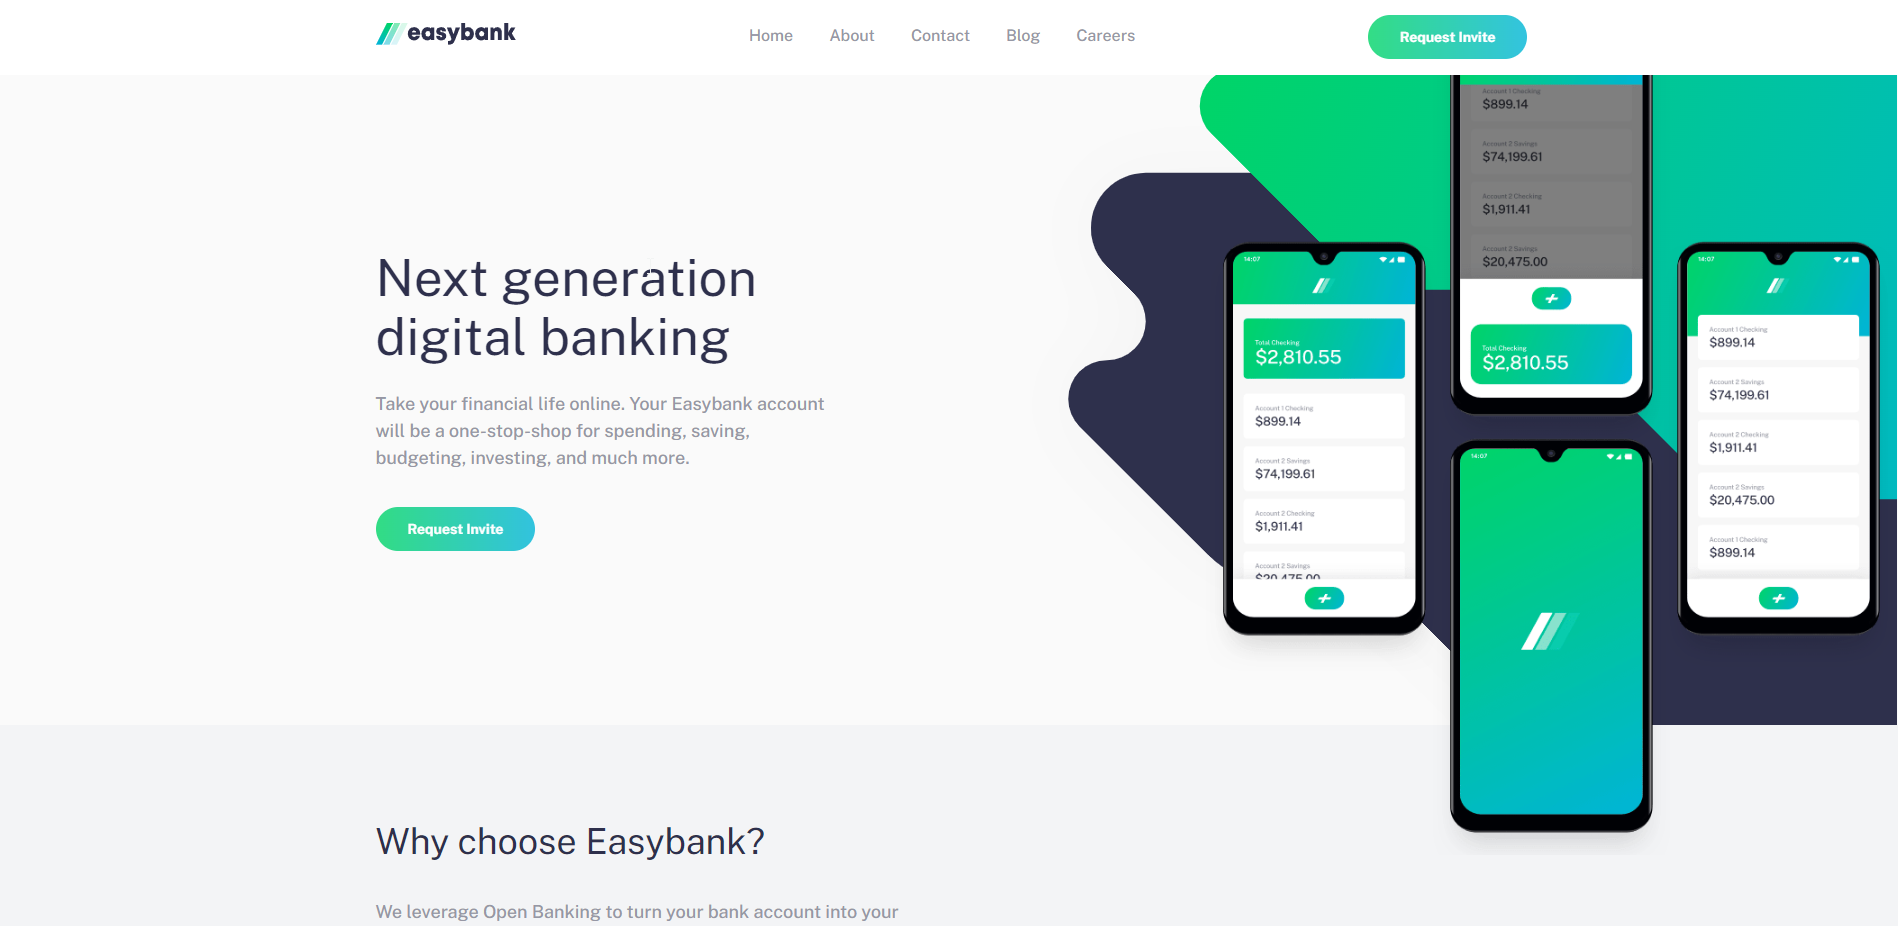 easybank
Home
About
Contact
Blog
Careers
Request Invite
Next generation
digital banking
Take your financial life online. Your Easybank account
will be a one-stop-shop for spending, saving,
budgeting, investing, and much more.
Request Invite
14:07
Total Checking
$2,810.55
Account 1 Checking
$899.14
Account 2 Savings
$74,199.61
Account 2 Checking
$1,911.41
Account 2 Savings
$20,475.00
Account 1 Checking
$899.14
Account 2 Savings
$74,199.61
Account 2 Checking
$1,911.41
Account 2 Savings
$20,475.00
Total Checking
$2,810.55
14:07
14:07
Account 1 Checking
$899.14
Account 2 Savings
$74,199.61
Account 2 Checking
$1,911.41
Account 2 Savings
$20,475.00
Account 1 Checking
$899.14
Why choose Easybank?
We leverage Open Banking to turn your bank account into your